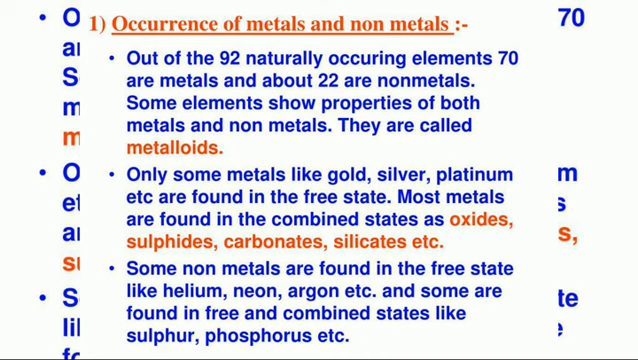 1) Occurrence of metals and non metals :-
• Out of the 92 naturally occuring elements 70
are metals and about 22 are nonmetals.
Some elements show properties of both
metals and non metals. They are called
metalloids.
• Only some metals like gold, silver, platinum
etc are found in the free state. Most metals
are found in the combined states as oxides,
sulphides, carbonates, silicates etc.
• Some non metals are found in the free state
like helium, neon, argon etc. and some are
found in free and combined states like
sulphur, phosphorus etc.